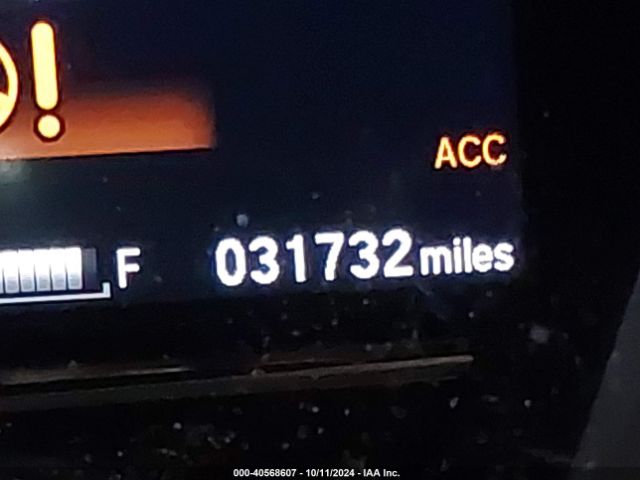 !
ACC
F 031732 miles
000-40568607 - 10/11/2024 - IAA Inc.